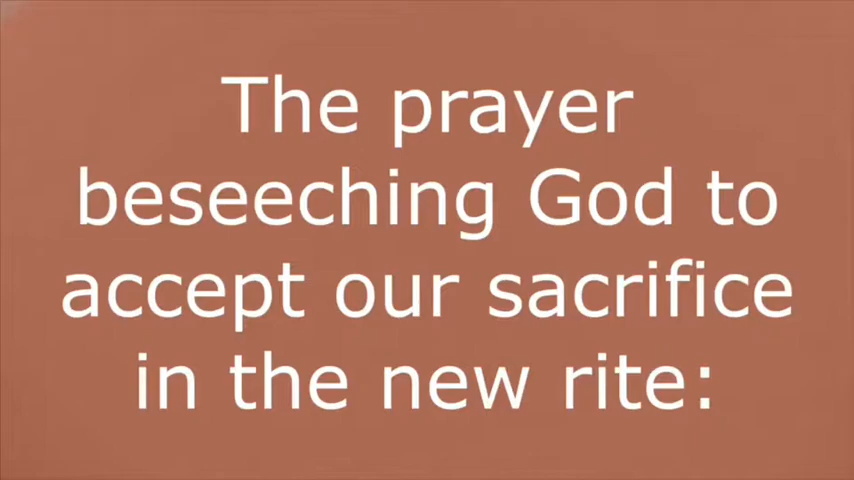 The prayer
beseeching God to
accept our sacrifice
in the new rite: